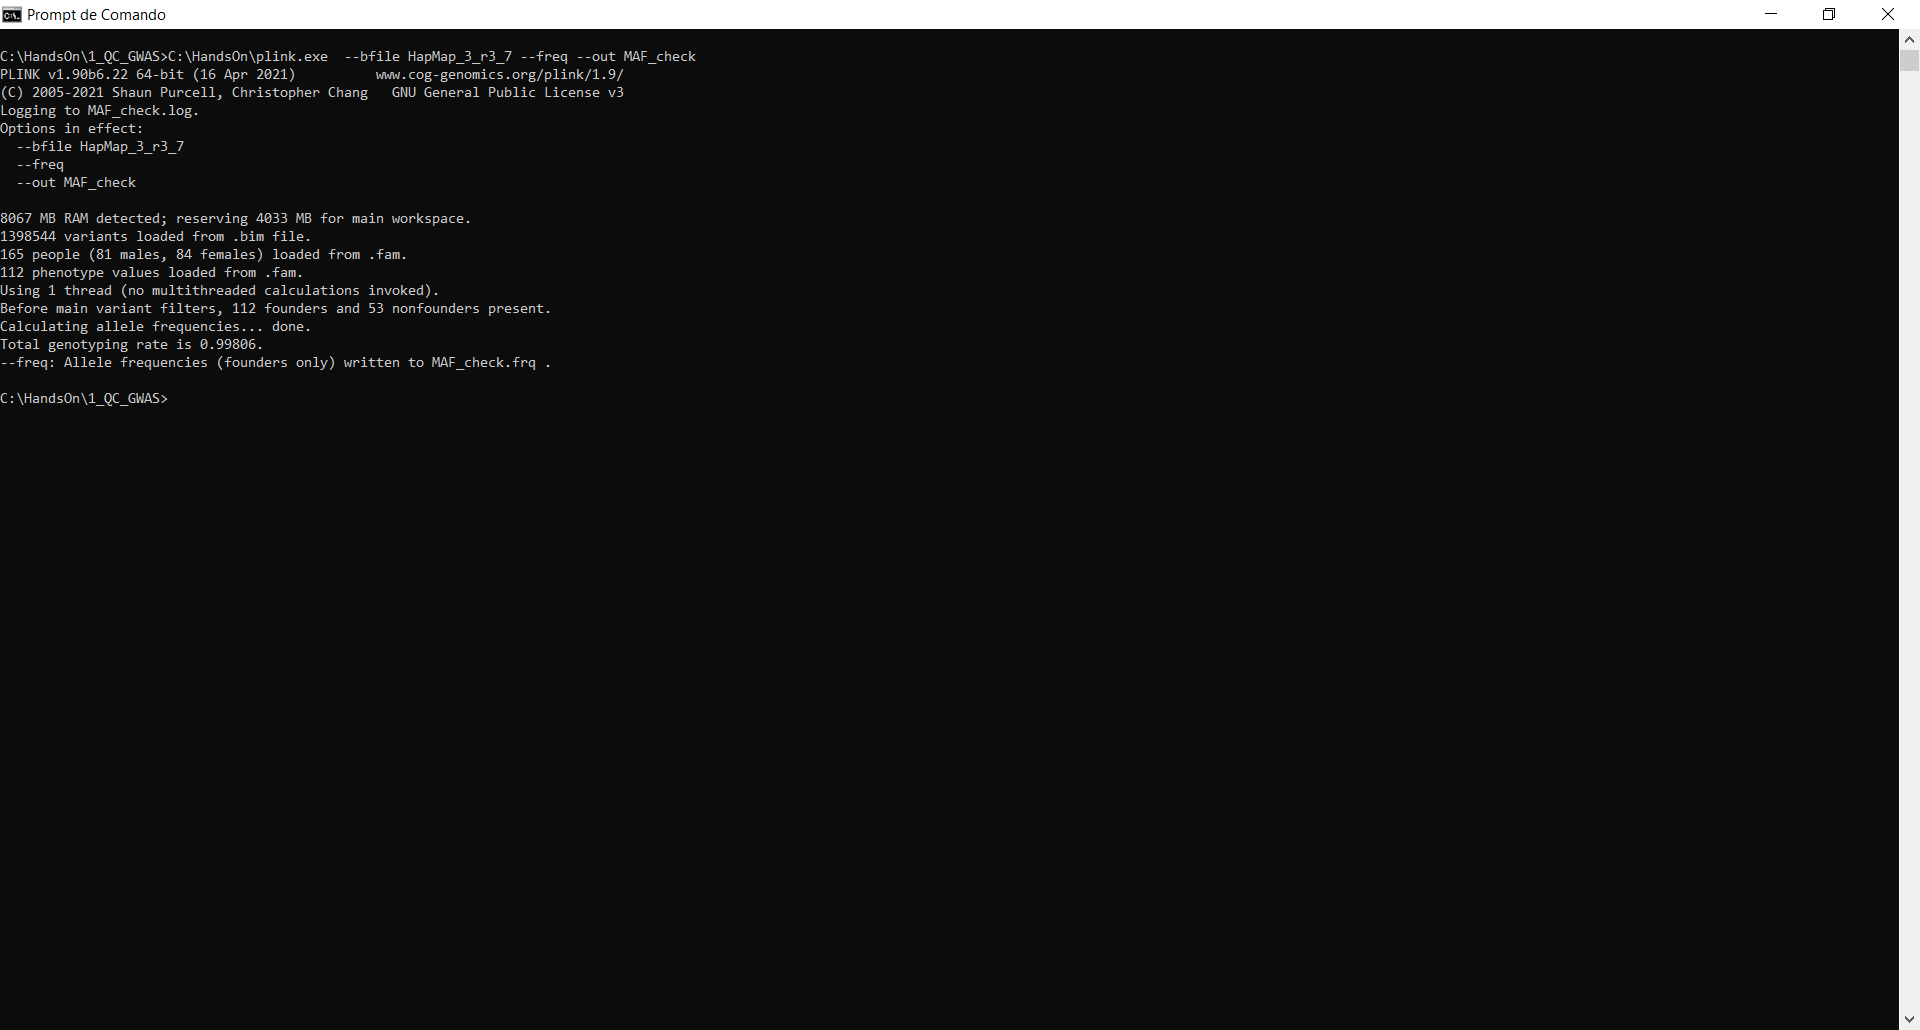 Prompt de Comando
C:\HandsOn\1_QC_GWAS>C:\HandsOn\plink.exe  --bfile HapMap_3_r3_7 --freq --out MAF_check
PLINK v1.90b6.22 64-bit (16 Apr 2021)          www.cog-genomics.org/plink/1.9/
(C) 2005-2021 Shaun Purcell, Christopher Chang   GNU General Public License v3
Logging to MAF_check.log.
Options in effect:
  --bfile HapMap_3_r3_7
  --freq
  --out MAF_check
8067 MB RAM detected; reserving 4033 MB for main workspace.
1398544 variants loaded from .bim file.
165 people (81 males, 84 females) loaded from .fam.
112 phenotype values loaded from .fam.
Using 1 thread (no multithreaded calculations invoked).
Before main variant filters, 112 founders and 53 nonfounders present.
Calculating allele frequencies... done.
Total genotyping rate is 0.99806.
--freq: Allele frequencies (founders only) written to MAF_check.frq .
C:\HandsOn\1_QC_GWAS>